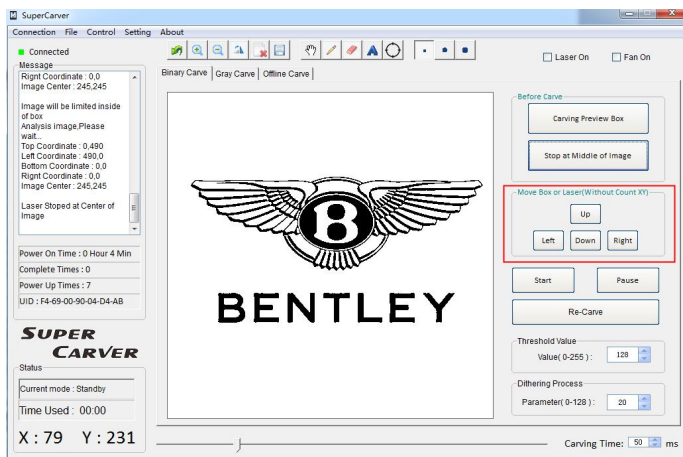 SuperCarver
Connection File Control Setting About
Connected
Message
Rignt Coordinate : 0,0
Image Center : 245,245
Image will be limited inside
of box
Analysis image,Please
wait...
Top Coordinate : 0,490
Left Coordinate : 490,0
Bottom Coordinate : 0,0
Rignt Coordinate : 0,0
Image Center : 245,245
Laser Stoped at Center of
Image
Power On Time : 0 Hour 4 Min
Complete Times : 0
Power Up Times : 7
UID : F4-69-00-90-04-D4-AB
SUPER
CARVER
Status
Current mode : Standby
Time Used : 00:00
X : 79 Y : 231
A
Binary Carve Gray Carve Offline Carve
B
BENTLEY
Laser On Fan On
Before Carve
Carving Preview Box
Stop at Middle of Image
Move Box or Laser(Without Count XY)
Up
Left Down Right
Start Pause
Re-Carve
Threshold Value
Value( 0-255 ) : 128
Dithering Process
Parameter( 0-128 ) : 20
Carving Time: 50 ms